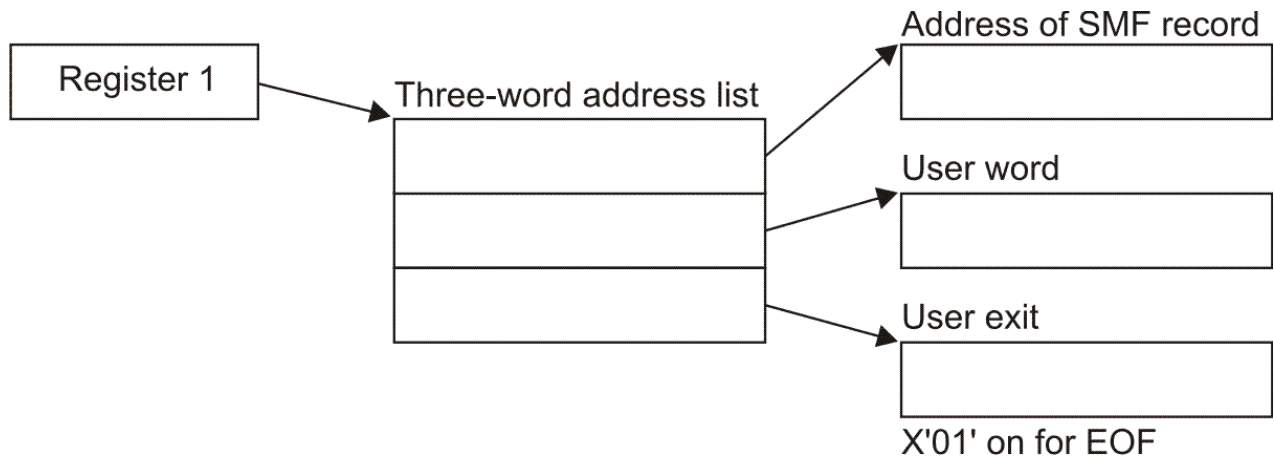 Register 1
Three-word address list
Address of SMF record
User word
User exit
X'01' on for EOF